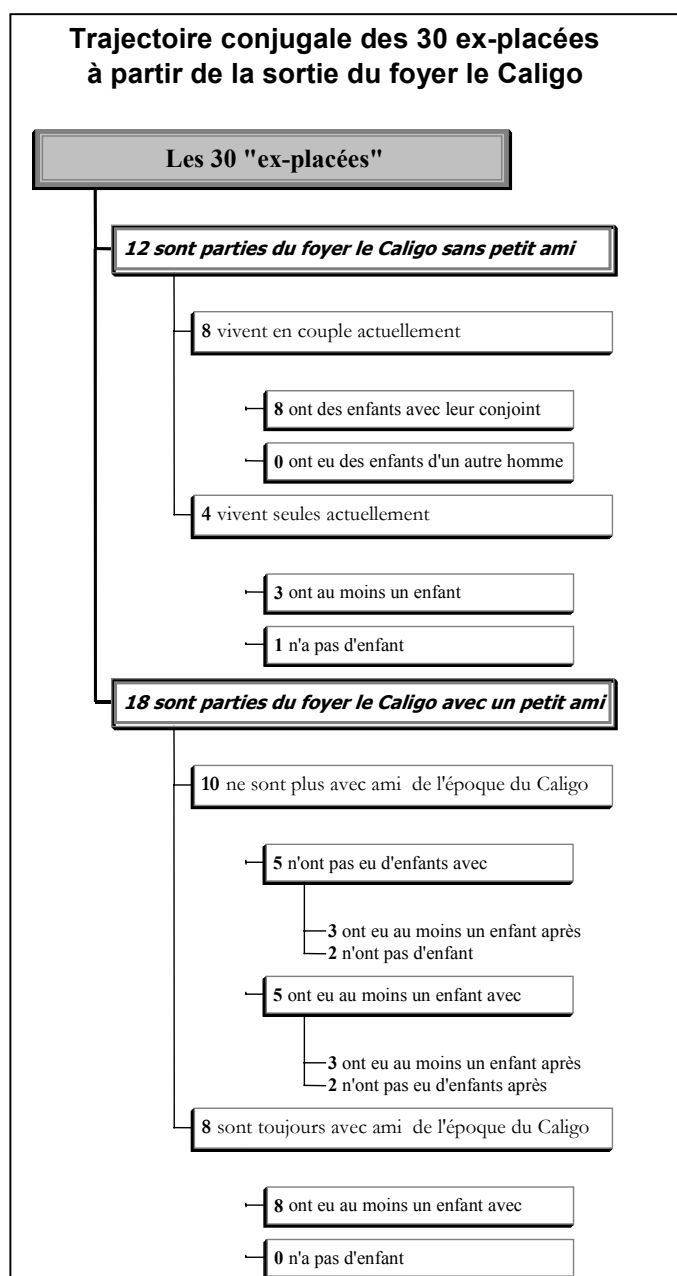 Trajectoire conjugale des 30 ex-placées
à partir de la sortie du foyer le Caligo
Les 30 "ex-placées"
12 sont parties du foyer le Caligo sans petit ami
8 vivent en couple actuellement
8 ont des enfants avec leur conjoint
0 ont eu des enfants d'un autre homme
4 vivent seules actuellement
3 ont au moins un enfant
1 n'a pas d'enfant
18 sont parties du foyer le Caligo avec un petit ami
10 ne sont plus avec ami de l'époque du Caligo
5 n'ont pas eu d'enfants avec
3 ont eu au moins un enfant après
2 n'ont pas d'enfant
5 ont eu au moins un enfant avec
3 ont eu au moins un enfant après
2 n'ont pas eu d'enfants après
8 sont toujours avec ami de l'époque du Caligo
8 ont eu au moins un enfant avec
0 n'a pas d'enfant